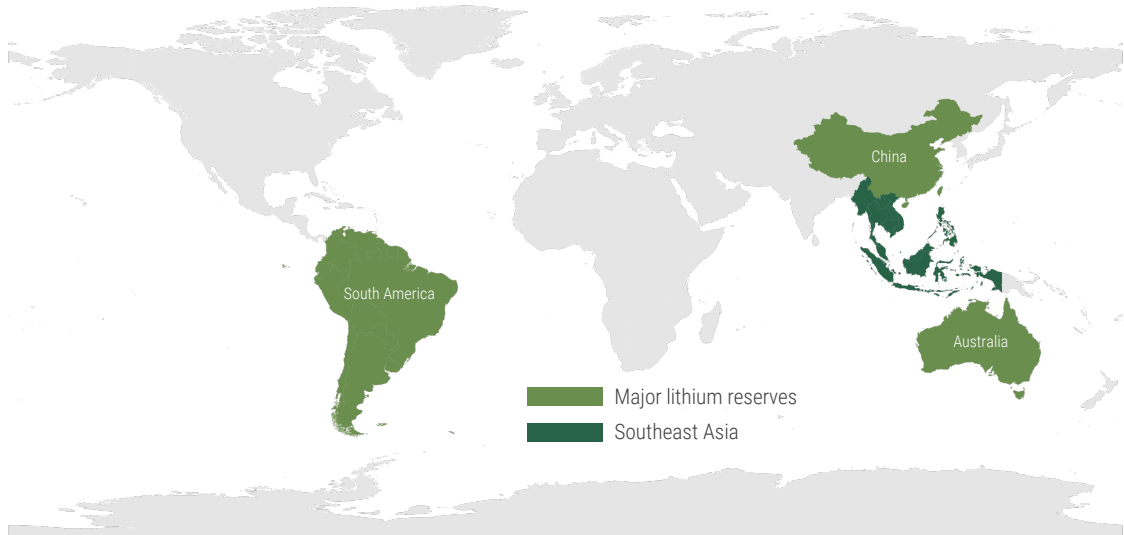 China
South America
Australia
Major lithium reserves
Southeast Asia